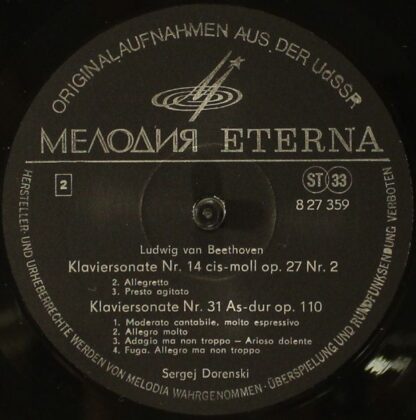 ORIGINALAUFNAHMEN AUS DER UdSSR
МЕЛОДИЯ ETERNA
2
ST 33
8 27 359
Ludwig van Beethoven
Klaviersonate Nr. 14 cis-moll op. 27 Nr. 2
2. Allegretto
3. Presto agitato
Klaviersonate Nr. 31 As-dur op. 110
1. Moderato cantabile, molto espressivo
2. Allegro molto
3. Adagio ma non troppo - Arioso dolente
4. Fuga. Allegro ma non troppo
Sergej Dorenski
HERSTELLER- UND URHEBERRECHTE WERDEN VON MELODIA WAHRGENOMMEN · ÜBERSPIELUNG UND RUNDFUNKSENDUNG VERBOTEN